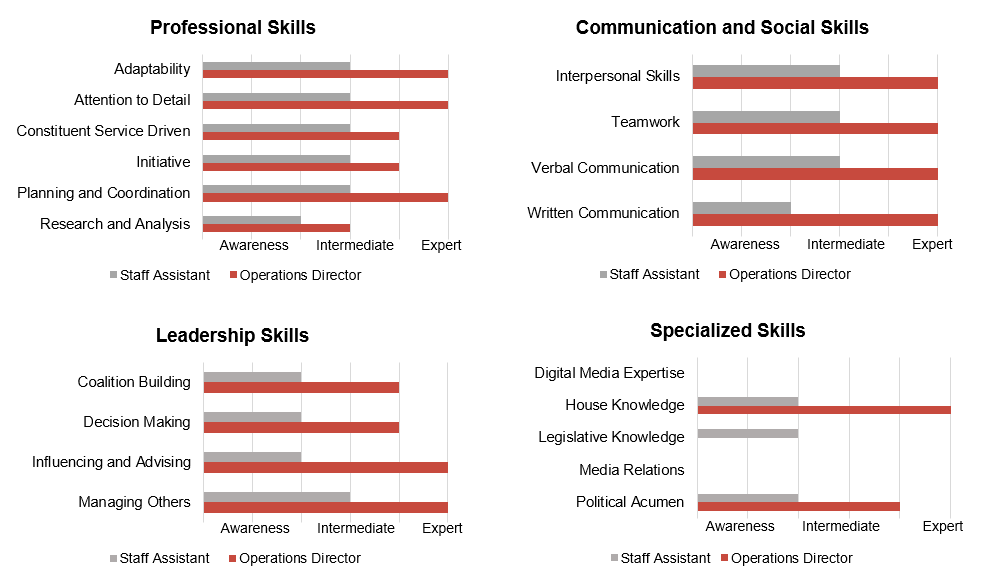 Professional Skills
Adaptability
Attention to Detail
Constituent Service Driven
Initiative
Planning and Coordination
Research and Analysis
Awareness Intermediate Expert
Staff Assistant Operations Director
Communication and Social Skills
Interpersonal Skills
Teamwork
Verbal Communication
Written Communication
Awareness Intermediate Expert
Staff Assistant Operations Director
Leadership Skills
Coalition Building
Decision Making
Influencing and Advising
Managing Others
Awareness Intermediate Expert
Staff Assistant Operations Director
Specialized Skills
Digital Media Expertise
House Knowledge
Legislative Knowledge
Media Relations
Political Acumen
Awareness Intermediate Expert
Staff Assistant Operations Director